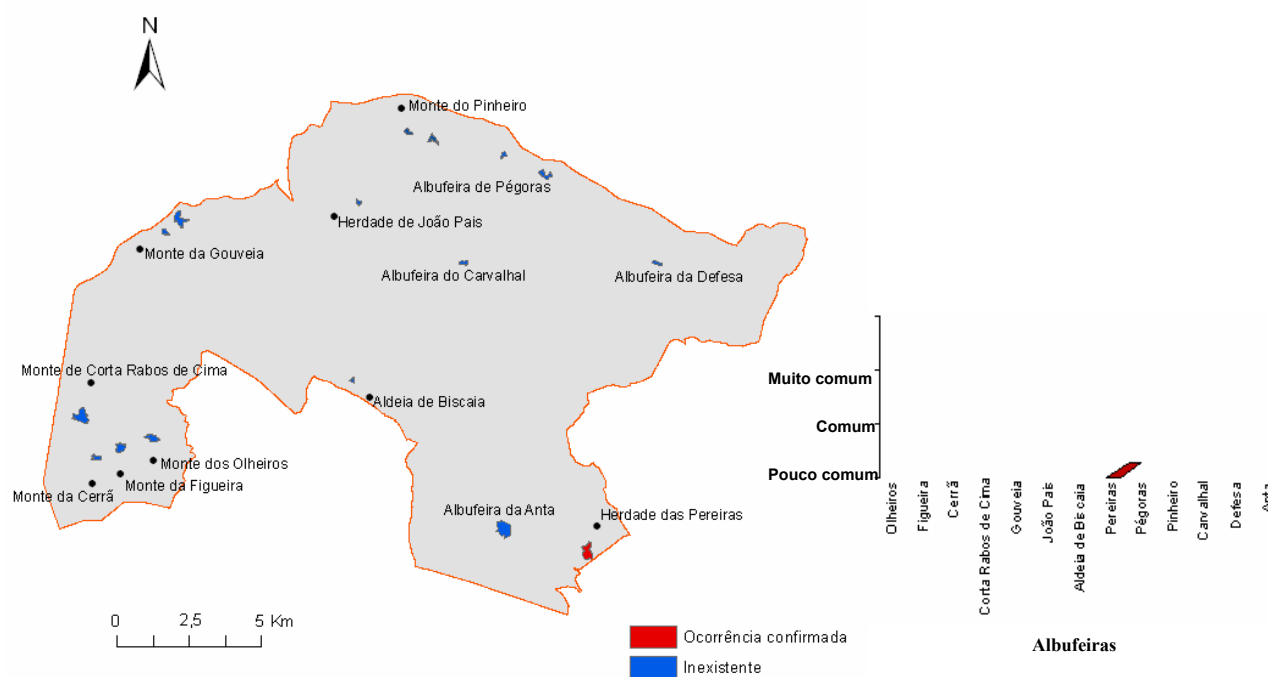 N
Monte do Pinheiro
Albufeira de Pégoras
Herdade de João Pais
Monte da Gouveia
Albufeira do Carvalhal
Albufeira da Defesa
Monte de Corta Rabos de Cima
Aldeia de Biscaia
Monte dos Olheiros
Monte da Figueira
Monte da Cerrã
Albufeira da Anta
Herdade das Pereiras
0 2,5 5 Km
Ocorrência confirmada
Inexistente
Muito comum
Comum
Pouco comum
Olheiros
Figueira
Cerrã
Corta Rabos de Cima
Gouveia
João Pais
Aldeia de Biscaia
Pereiras
Pégoras
Pinheiro
Carvalhal
Defesa
Anta
Albufeiras